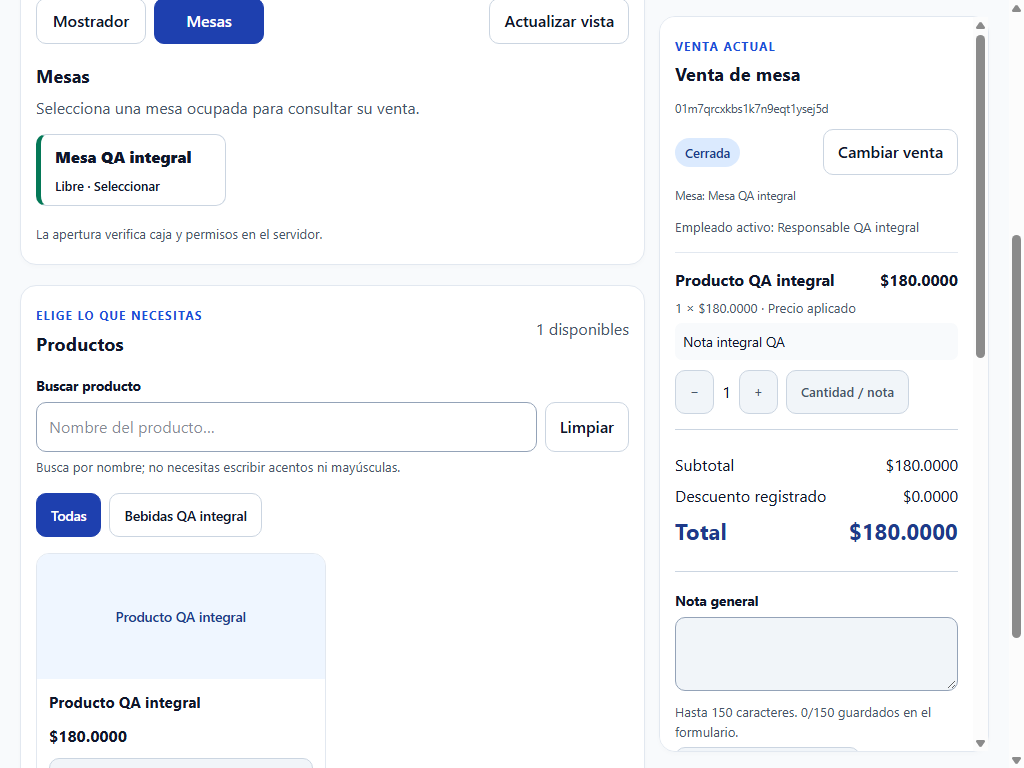 Mostrador
Mesas
Actualizar vista
Mesas
Selecciona una mesa ocupada para consultar su venta.
Mesa QA integral
Libre · Seleccionar
La apertura verifica caja y permisos en el servidor.
ELIGE LO QUE NECESITAS
Productos
1 disponibles
Buscar producto
Nombre del producto...
Limpiar
Busca por nombre; no necesitas escribir acentos ni mayúsculas.
Todas
Bebidas QA integral
Producto QA integral
Producto QA integral
$180.0000
VENTA ACTUAL
Venta de mesa
01m7qrcxkbs1k7n9eqt1ysej5d
Cerrada
Cambiar venta
Mesa: Mesa QA integral
Empleado activo: Responsable QA integral
Producto QA integral $180.0000
1 × $180.0000 · Precio aplicado
Nota integral QA
− 1 + Cantidad / nota
Subtotal $180.0000
Descuento registrado $0.0000
Total $180.0000
Nota general
Hasta 150 caracteres. 0/150 guardados en el
formulario.